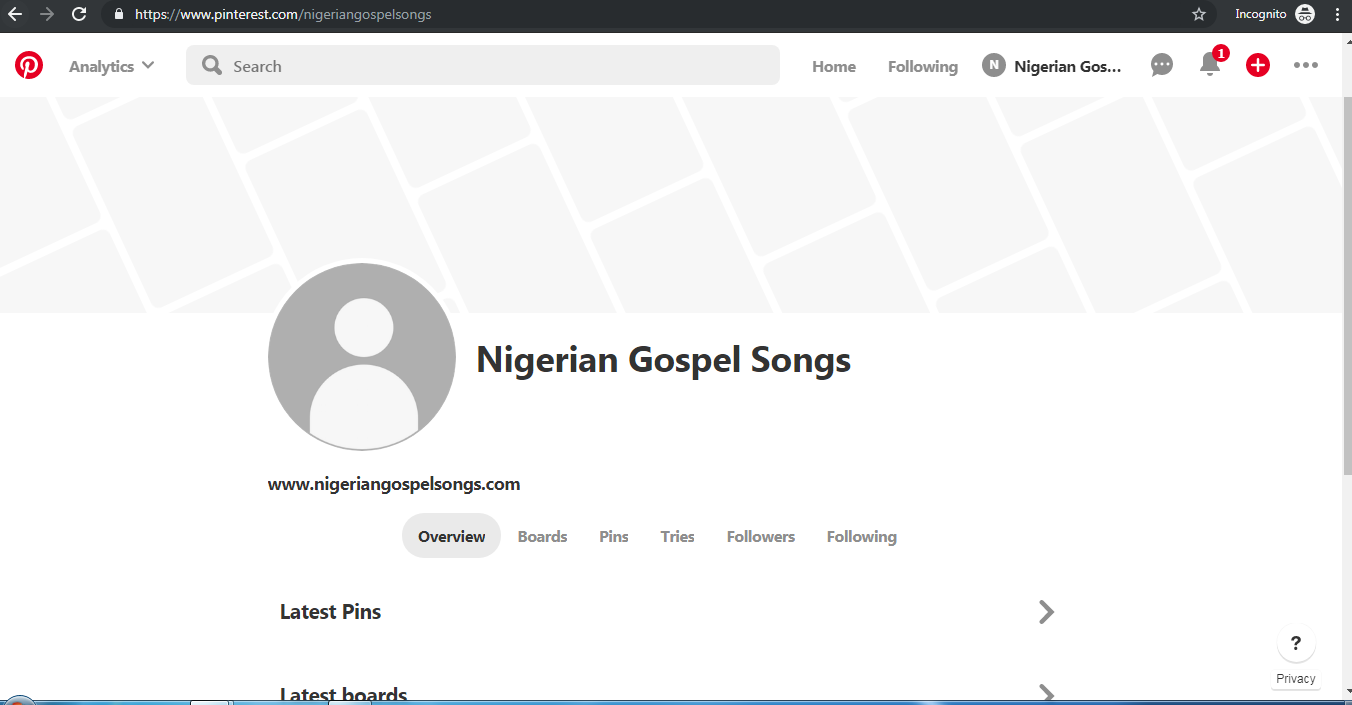 https://www.pinterest.com/nigeriangospelsongs
Incognito
Analytics
Search
Home
Following
N
Nigerian Gos...
1
Nigerian Gospel Songs
www.nigeriangospelsongs.com
Overview
Boards
Pins
Tries
Followers
Following
Latest Pins
?
Privacy
Latest boards